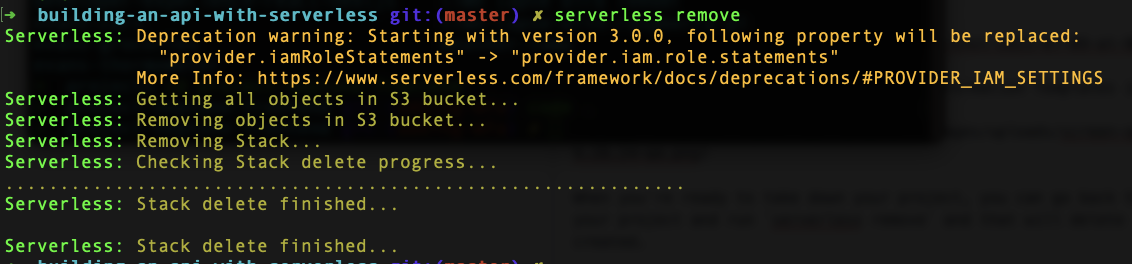 ➜ building-an-api-with-serverless git:(master) ✗ serverless remove
Serverless: Deprecation warning: Starting with version 3.0.0, following property will be replaced:
"provider.iamRoleStatements" -> "provider.iam.role.statements"
More Info: https://www.serverless.com/framework/docs/deprecations/#PROVIDER_IAM_SETTINGS
Serverless: Getting all objects in S3 bucket...
Serverless: Removing objects in S3 bucket...
Serverless: Removing Stack...
Serverless: Checking Stack delete progress...
..............................................................
Serverless: Stack delete finished...
Serverless: Stack delete finished...
➜ building-an-api-with-serverless git:(master) ✗